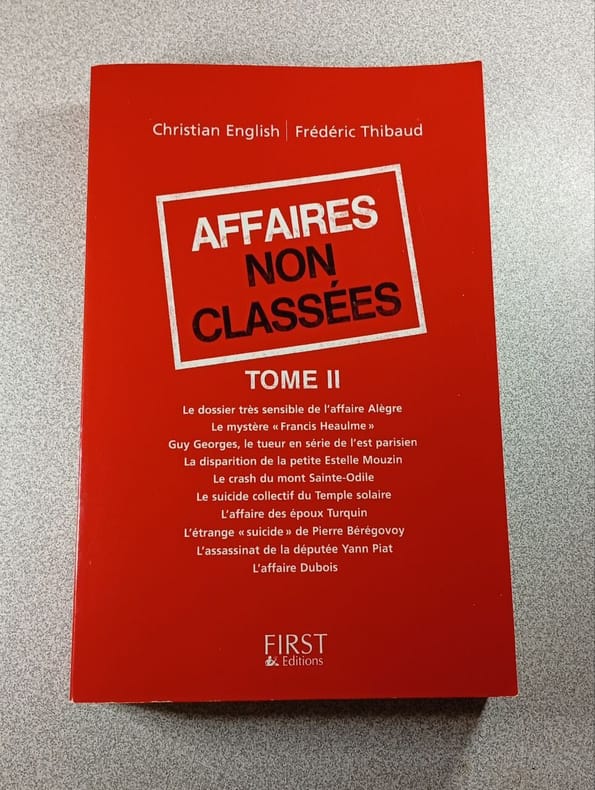 Christian English | Frédéric Thibaud
AFFAIRES
NON
CLASSÉES
TOME II
Le dossier très sensible de l'affaire Alègre
Le mystère « Francis Heaulme »
Guy Georges, le tueur en série de l'est parisien
La disparition de la petite Estelle Mouzin
Le crash du mont Sainte-Odile
Le suicide collectif du Temple solaire
L'affaire des époux Turquin
L'étrange « suicide » de Pierre Bérégovoy
L'assassinat de la députée Yann Piat
L'affaire Dubois
FIRST
Editions